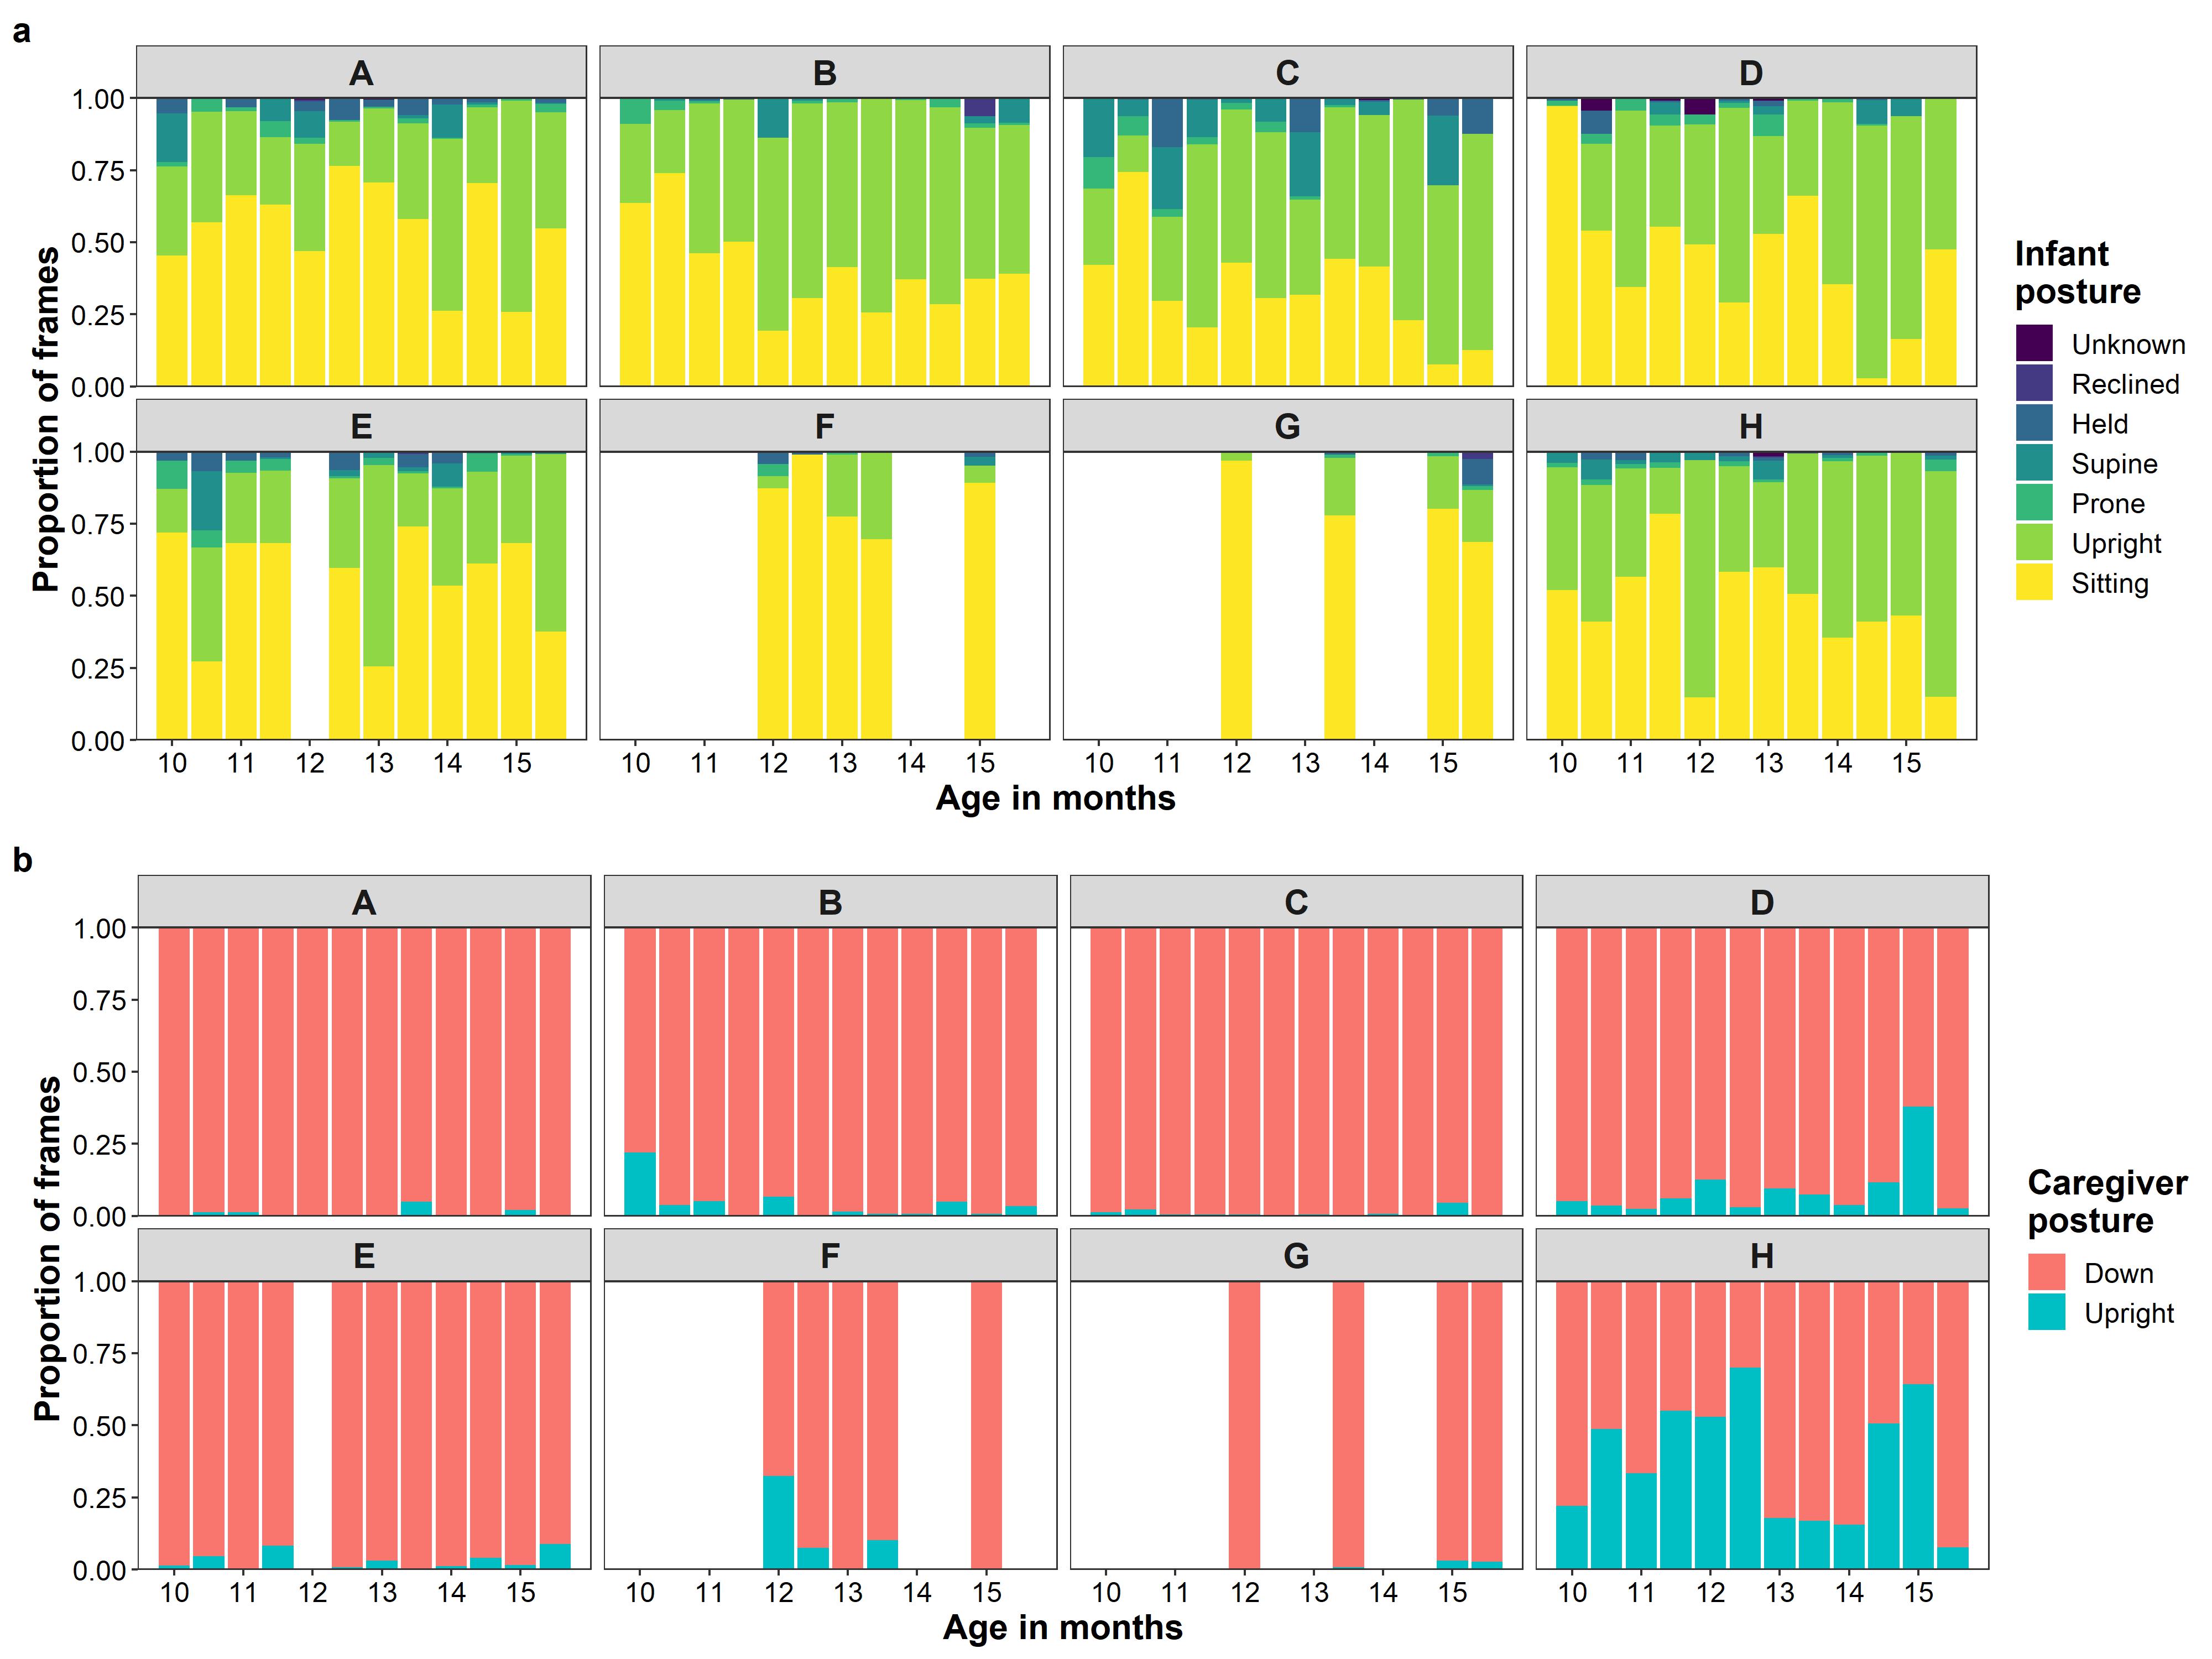 a
A B C D
1.00
0.75
0.50
0.25
0.00
E F G H
1.00
0.75
0.50
0.25
0.00
Proportion of frames
10 11 12 13 14 15 10 11 12 13 14 15 10 11 12 13 14 15 10 11 12 13 14 15
Age in months
Infant
posture
Unknown
Reclined
Held
Supine
Prone
Upright
Sitting
b
A B C D
1.00
0.75
0.50
0.25
0.00
E F G H
1.00
0.75
0.50
0.25
0.00
Proportion of frames
10 11 12 13 14 15 10 11 12 13 14 15 10 11 12 13 14 15 10 11 12 13 14 15
Age in months
Caregiver
posture
Down
Upright